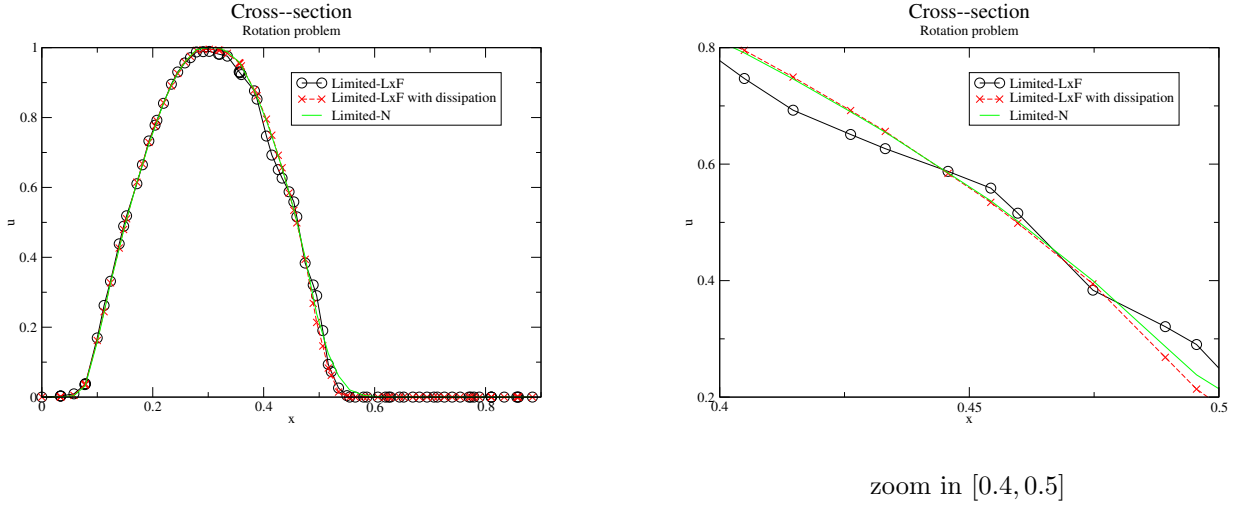 Cross--section
Rotation problem
1
0.8
0.6
0.4
0.2
0
u
0
0.2
0.4
0.6
0.8
x
Limited-LxF
Limited-LxF with dissipation
Limited-N
Cross--section
Rotation problem
0.8
0.6
0.4
0.2
u
0.4
0.45
0.5
x
Limited-LxF
Limited-LxF with dissipation
Limited-N
zoom in [0.4, 0.5]